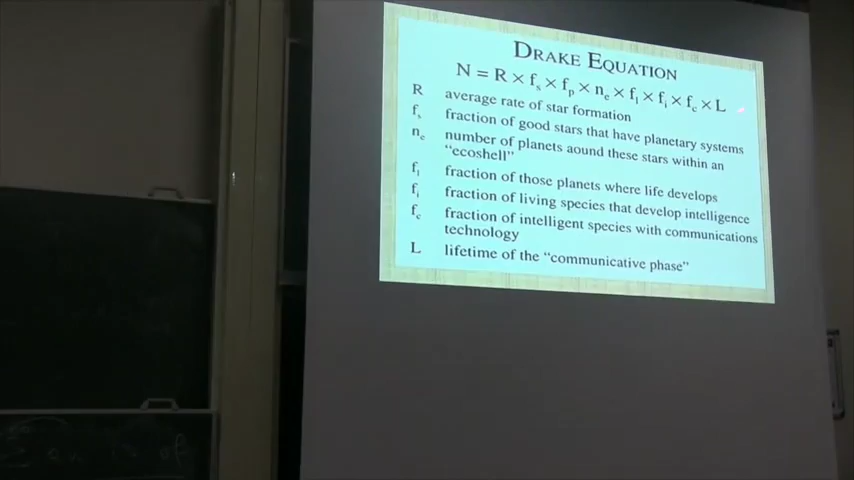 DRAKE EQUATION
N = R × fs × fp × ne × fl × fi × fc × L
R average rate of star formation
fs fraction of good stars that have planetary systems
ne number of planets aound these stars within an
"ecoshell"
fl fraction of those planets where life develops
fi fraction of living species that develop intelligence
fc fraction of intelligent species with communications
technology
L lifetime of the "communicative phase"